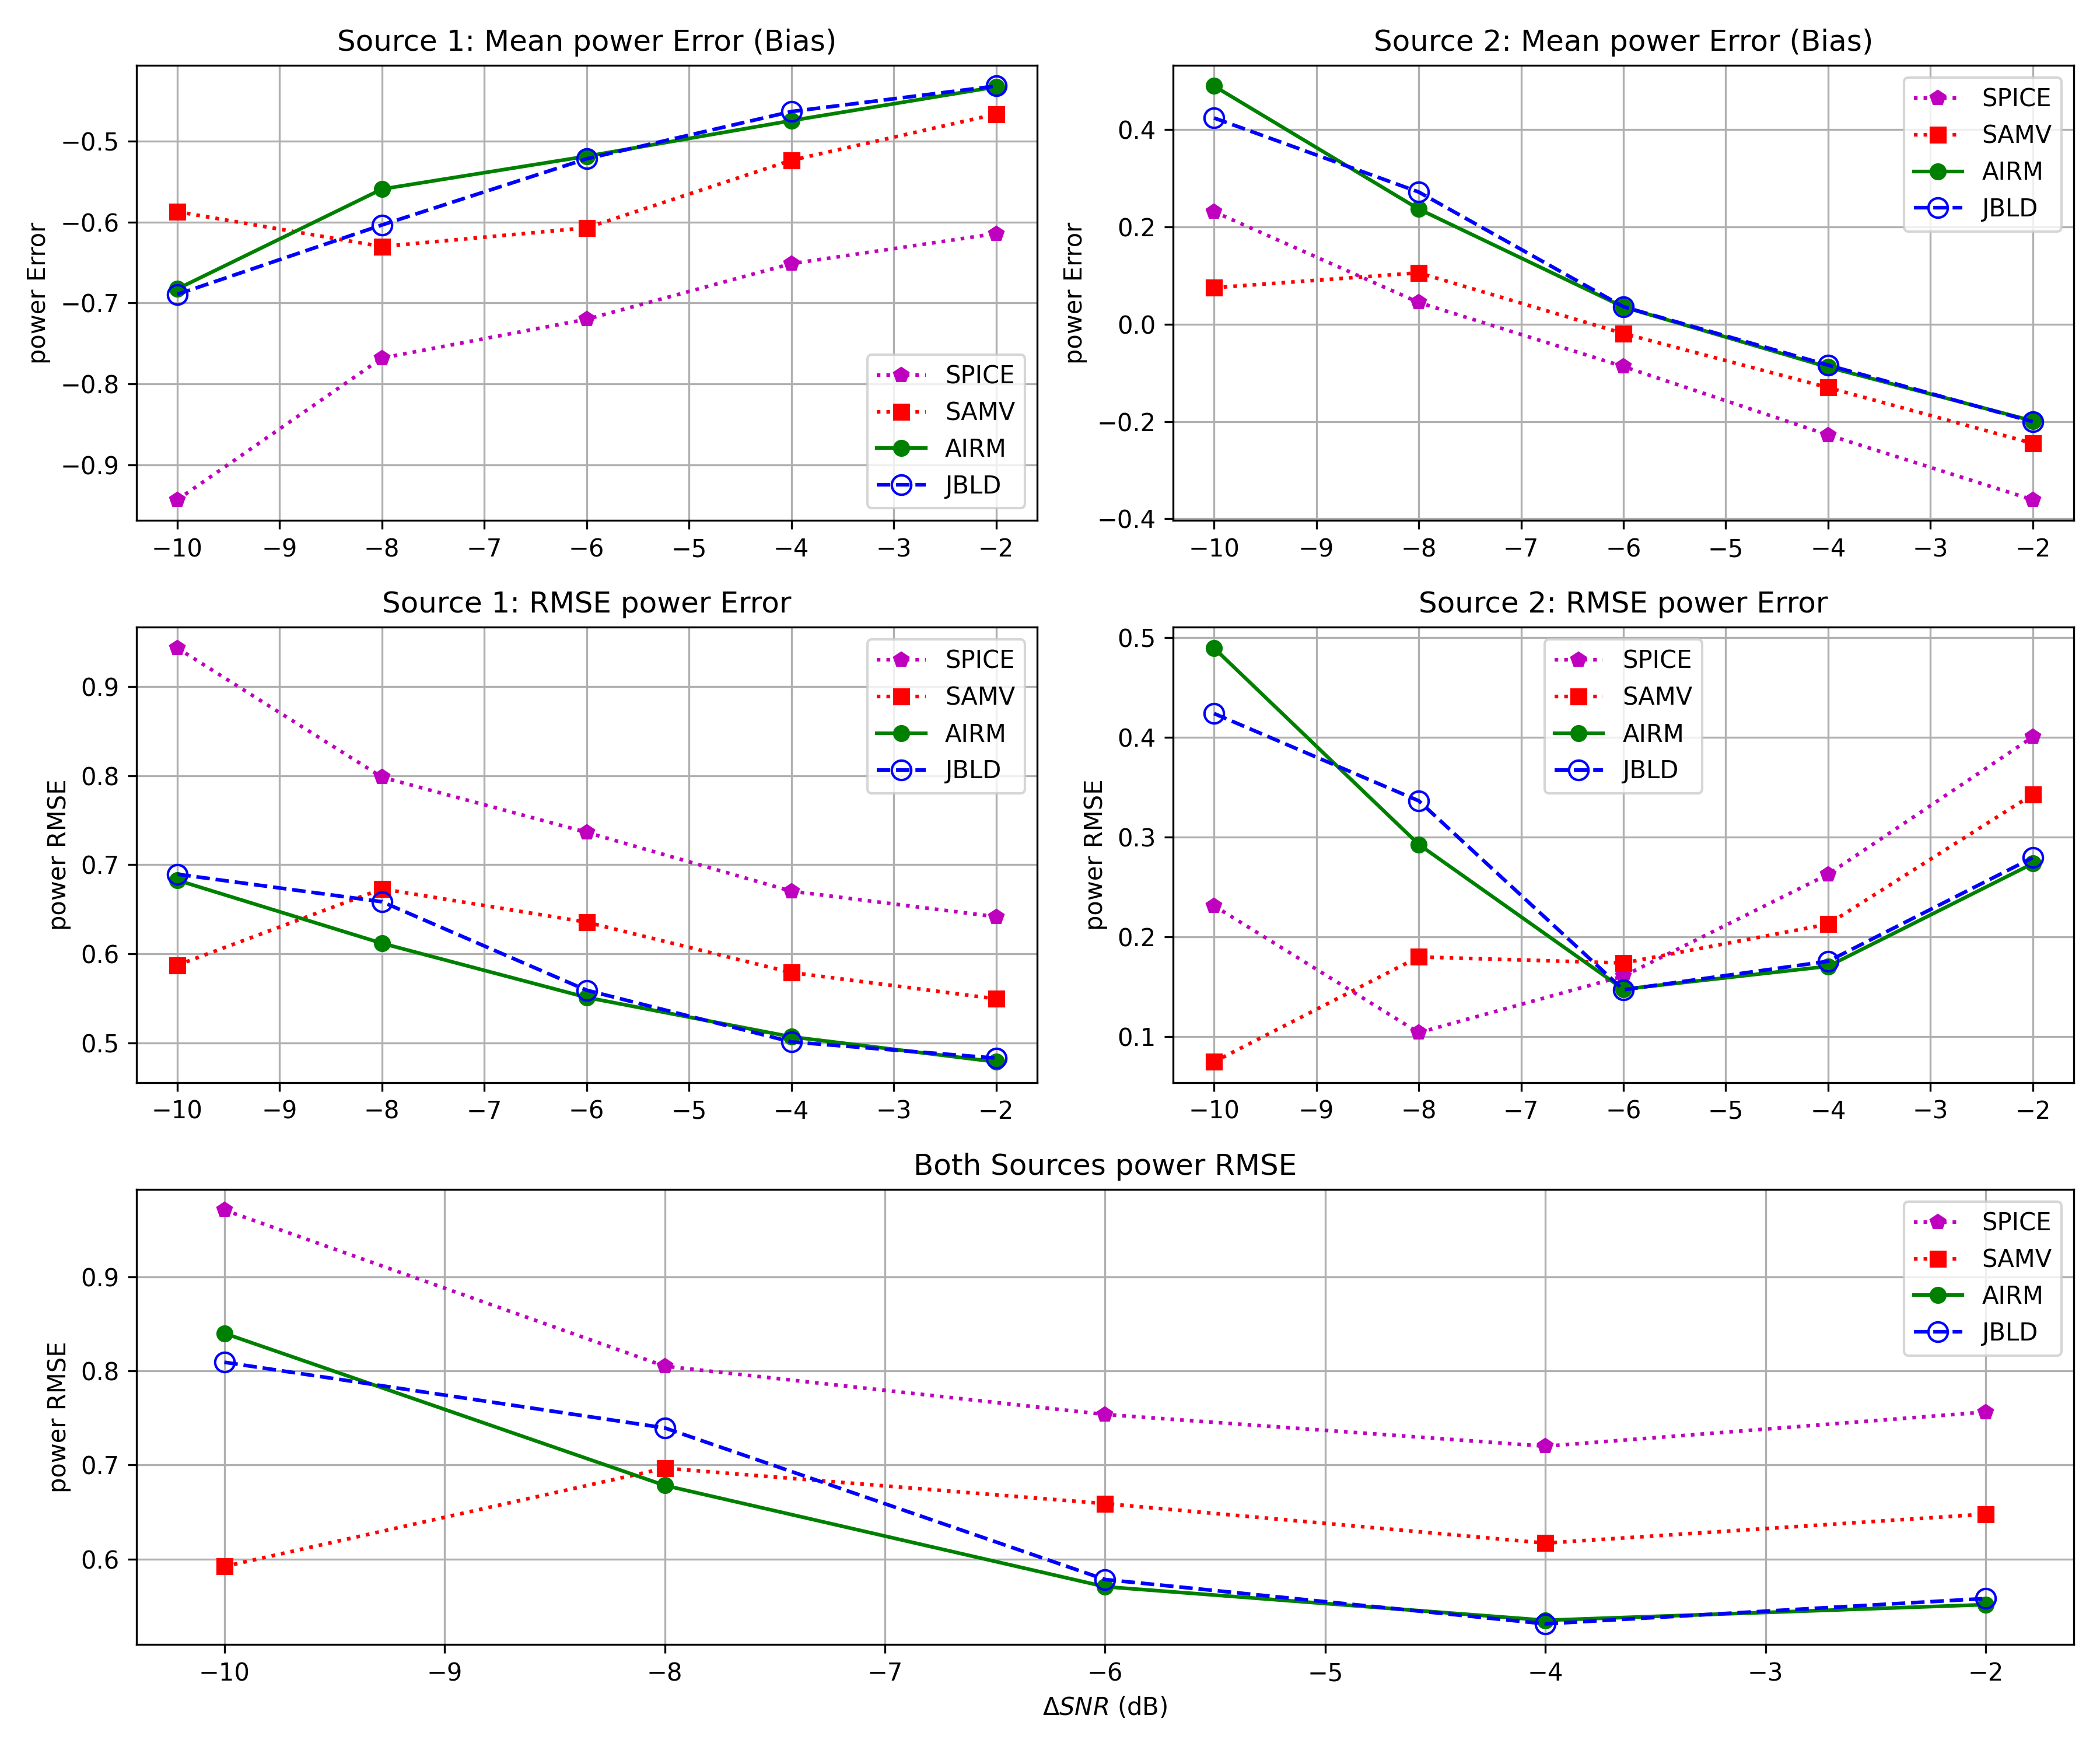 Source 1: Mean power Error (Bias)
power Error
−0.5
−0.6
−0.7
−0.8
−0.9
SPICE
SAMV
AIRM
JBLD
−10 −9 −8 −7 −6 −5 −4 −3 −2
Source 2: Mean power Error (Bias)
power Error
0.4
0.2
0.0
−0.2
−0.4
SPICE
SAMV
AIRM
JBLD
−10 −9 −8 −7 −6 −5 −4 −3 −2
Source 1: RMSE power Error
power RMSE
0.9
0.8
0.7
0.6
0.5
SPICE
SAMV
AIRM
JBLD
−10 −9 −8 −7 −6 −5 −4 −3 −2
Source 2: RMSE power Error
power RMSE
0.5
0.4
0.3
0.2
0.1
SPICE
SAMV
AIRM
JBLD
−10 −9 −8 −7 −6 −5 −4 −3 −2
Both Sources power RMSE
power RMSE
0.9
0.8
0.7
0.6
SPICE
SAMV
AIRM
JBLD
−10 −9 −8 −7 −6 −5 −4 −3 −2
ΔSNR (dB)